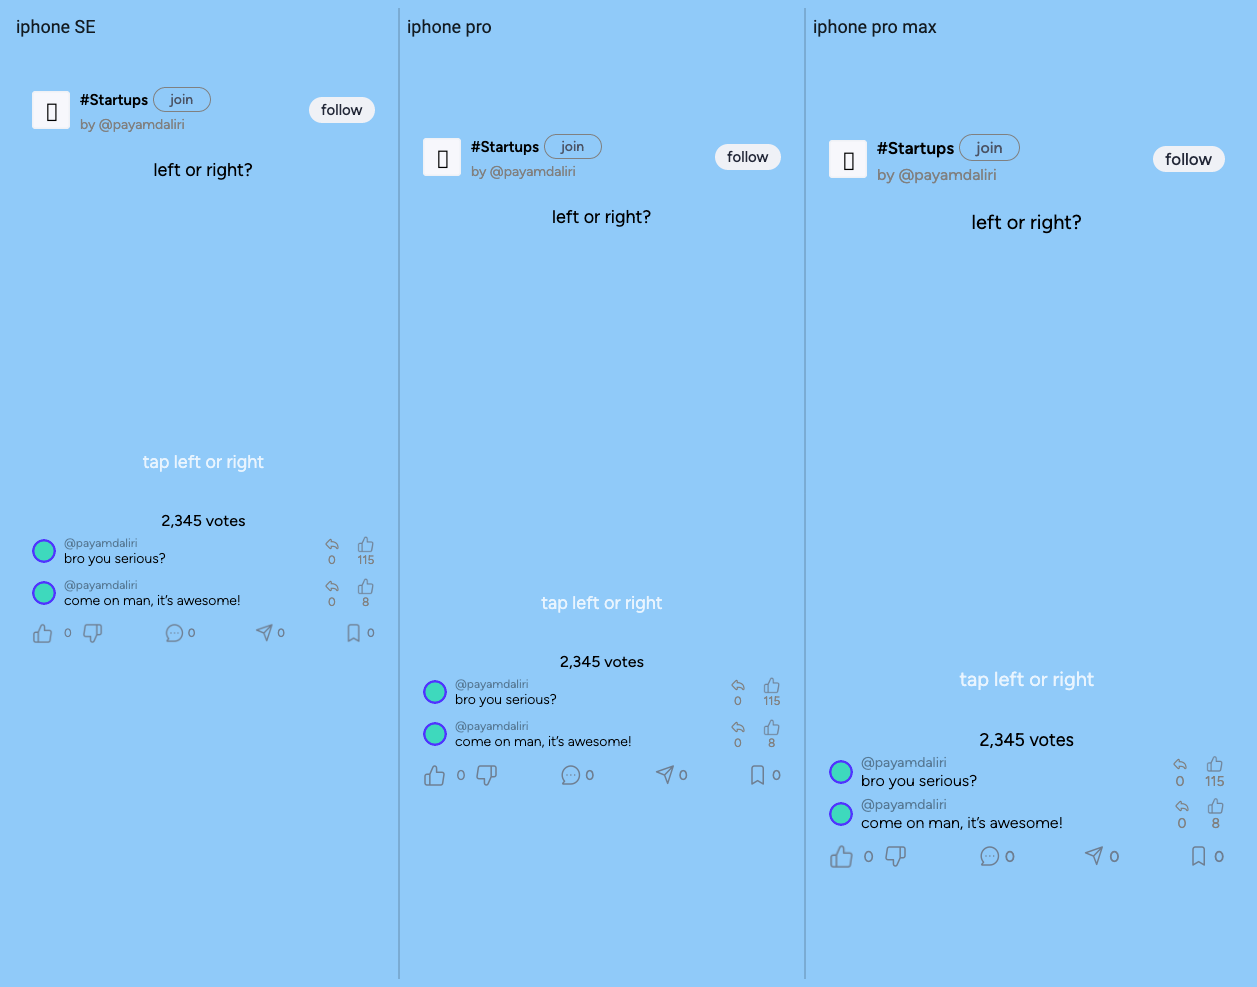 iphone SE
#Startups join
by @payamdaliri
follow
left or right?
tap left or right
2,345 votes
@payamdaliri
bro you serious?
0 115
@payamdaliri
come on man, it's awesome!
0 8
0 0 0 0
iphone pro
#Startups join
by @payamdaliri
follow
left or right?
tap left or right
2,345 votes
@payamdaliri
bro you serious?
0 115
@payamdaliri
come on man, it's awesome!
0 8
0 0 0 0
iphone pro max
#Startups join
by @payamdaliri
follow
left or right?
tap left or right
2,345 votes
@payamdaliri
bro you serious?
0 115
@payamdaliri
come on man, it's awesome!
0 8
0 0 0 0